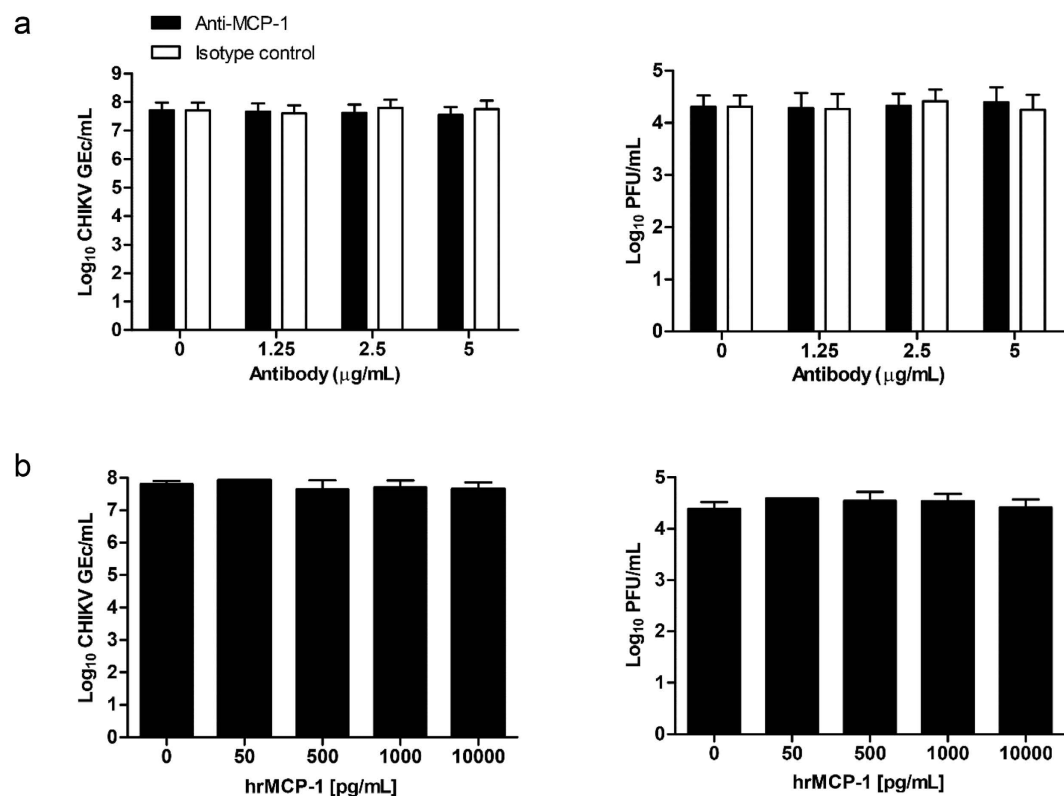 a
Anti-MCP-1
Isotype control
Log₁₀ CHIKV GEc/mL
9
8
7
6
5
4
3
2
1
0
0 1.25 2.5 5
Antibody (μg/mL)
Log₁₀ PFU/mL
5
4
3
2
1
0
0 1.25 2.5 5
Antibody (μg/mL)
b
Log₁₀ CHIKV GEc/mL
8
7
6
5
4
3
2
1
0
0 50 500 1000 10000
hrMCP-1 [pg/mL]
Log₁₀ PFU/mL
5
4
3
2
1
0
0 50 500 1000 10000
hrMCP-1 [pg/mL]